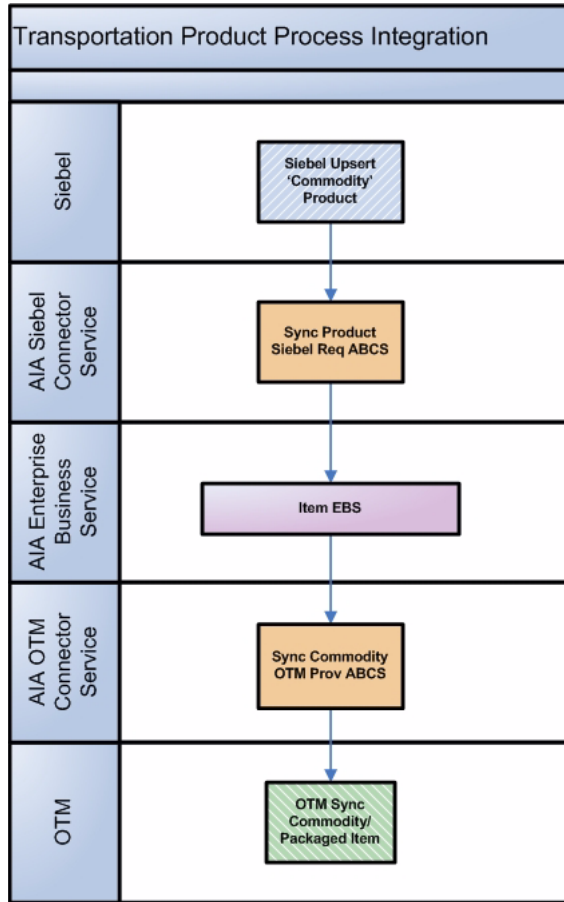 Transportation Product Process Integration
Siebel
Siebel Upsert
‘Commodity’
Product
AIA Siebel
Connector
Service
Sync Product
Siebel Req ABCS
AIA Enterprise
Business
Service
Item EBS
AIA OTM
Connector
Service
Sync Commodity
OTM Prov ABCS
OTM
OTM Sync
Commodity/
Packaged Item